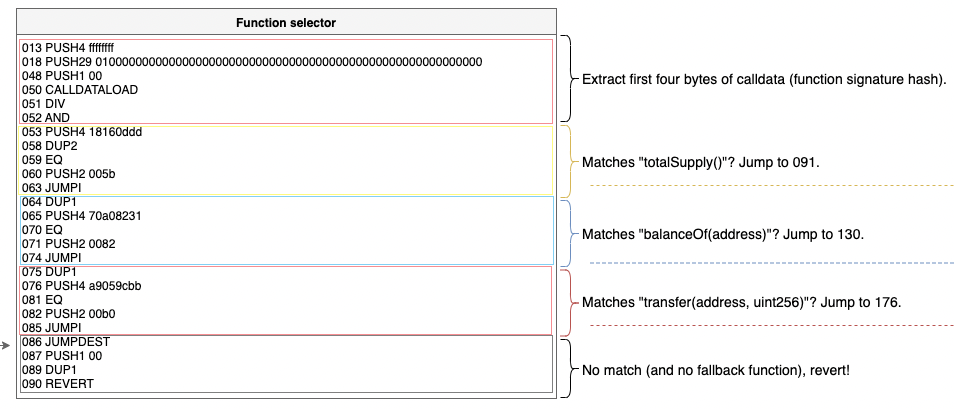 Function selector
013 PUSH4 ffffffff
018 PUSH29 0100000000000000000000000000000000000000000000000000000000
048 PUSH1 00
050 CALLDATALOAD
051 DIV
052 AND
Extract first four bytes of calldata (function signature hash).
053 PUSH4 18160ddd
058 DUP2
059 EQ
060 PUSH2 005b
063 JUMPI
Matches "totalSupply()"? Jump to 091.
064 DUP1
065 PUSH4 70a08231
070 EQ
071 PUSH2 0082
074 JUMPI
Matches "balanceOf(address)"? Jump to 130.
075 DUP1
076 PUSH4 a9059cbb
081 EQ
082 PUSH2 00b0
085 JUMPI
Matches "transfer(address, uint256)"? Jump to 176.
086 JUMPDEST
087 PUSH1 00
089 DUP1
090 REVERT
No match (and no fallback function), revert!